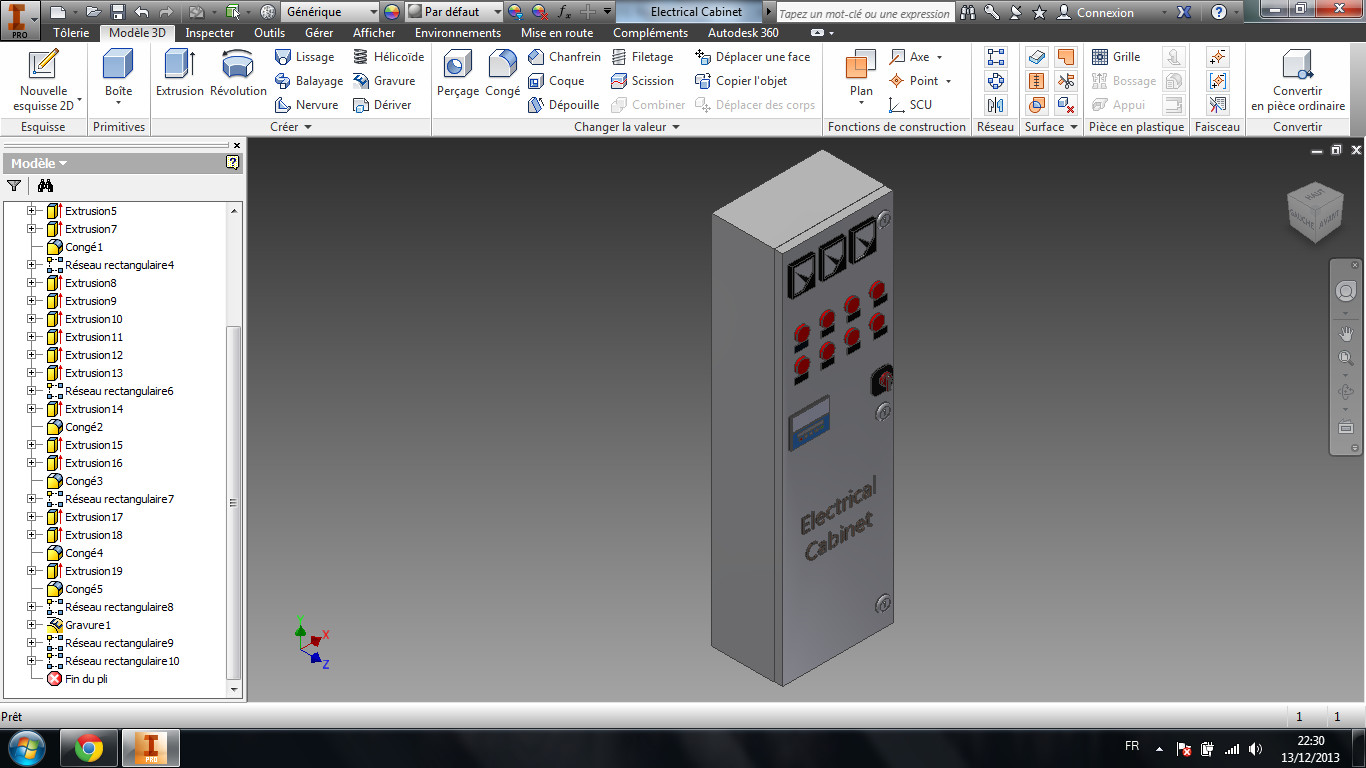 PRO
Générique
Par défaut
fx
Electrical Cabinet
Tapez un mot-clé ou une expression
Connexion
Tôlerie Modèle 3D Inspecter Outils Gérer Afficher Environnements Mise en route Compléments Autodesk 360
Nouvelle
esquisse 2D
Esquisse
Boîte
Primitives
Extrusion
Révolution
Lissage
Balayage
Nervure
Hélicoïde
Gravure
Dériver
Créer
Perçage
Congé
Chanfrein
Coque
Dépouille
Filetage
Scission
Combiner
Déplacer une face
Copier l'objet
Déplacer des corps
Changer la valeur
Plan
Axe
Point
SCU
Fonctions de construction
Réseau
Surface
Grille
Bossage
Appui
Pièce en plastique
Faisceau
Convertir
en pièce ordinaire
Convertir
Modèle
Extrusion5
Extrusion7
Congé1
Réseau rectangulaire4
Extrusion8
Extrusion9
Extrusion10
Extrusion11
Extrusion12
Extrusion13
Réseau rectangulaire6
Extrusion14
Congé2
Extrusion15
Extrusion16
Congé3
Réseau rectangulaire7
Extrusion17
Extrusion18
Congé4
Extrusion19
Congé5
Réseau rectangulaire8
Gravure1
Réseau rectangulaire9
Réseau rectangulaire10
Fin du pli
Electrical
Cabinet
HAUT
GAUCHE
AVANT
Y
X
Z
Prêt
1 1
PRO
FR
22:30
13/12/2013